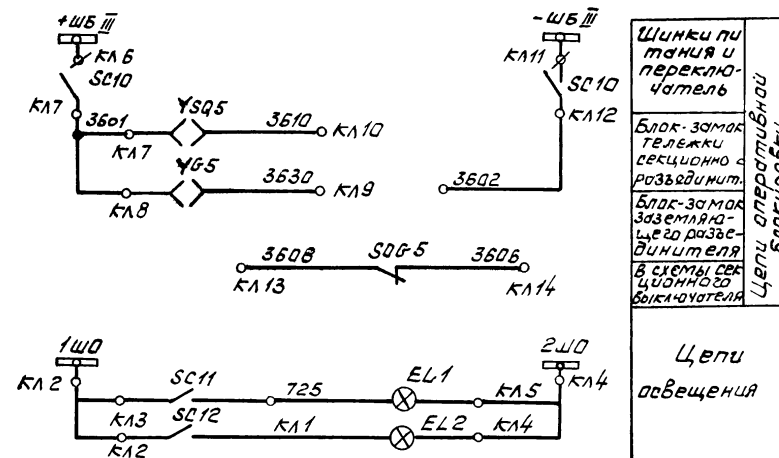 +ШБ III
-ШБ III
КЛ6
КЛ11
SC10
SC10
КЛ7
КЛ12
3601
YSQ5
3610
КЛ10
КЛ7
YG5
3630
КЛ9
КЛ8
3602
3608
SQG5
3606
КЛ13
КЛ14
1ШО
2ШО
КЛ2
SC11
725
EL1
КЛ5
КЛ4
КЛ3
SC12
КЛ1
EL2
КЛ4
КЛ2
Шинки пи
тания и
переклю-
чатель
Блок-замок
тележки
секционно г
разъединит.
Блок-замок
заземляю-
щего разъе-
динителя
В схемы сек
ционного
выключателя
Цепи оперативной
блокировки
Цепи
освещения